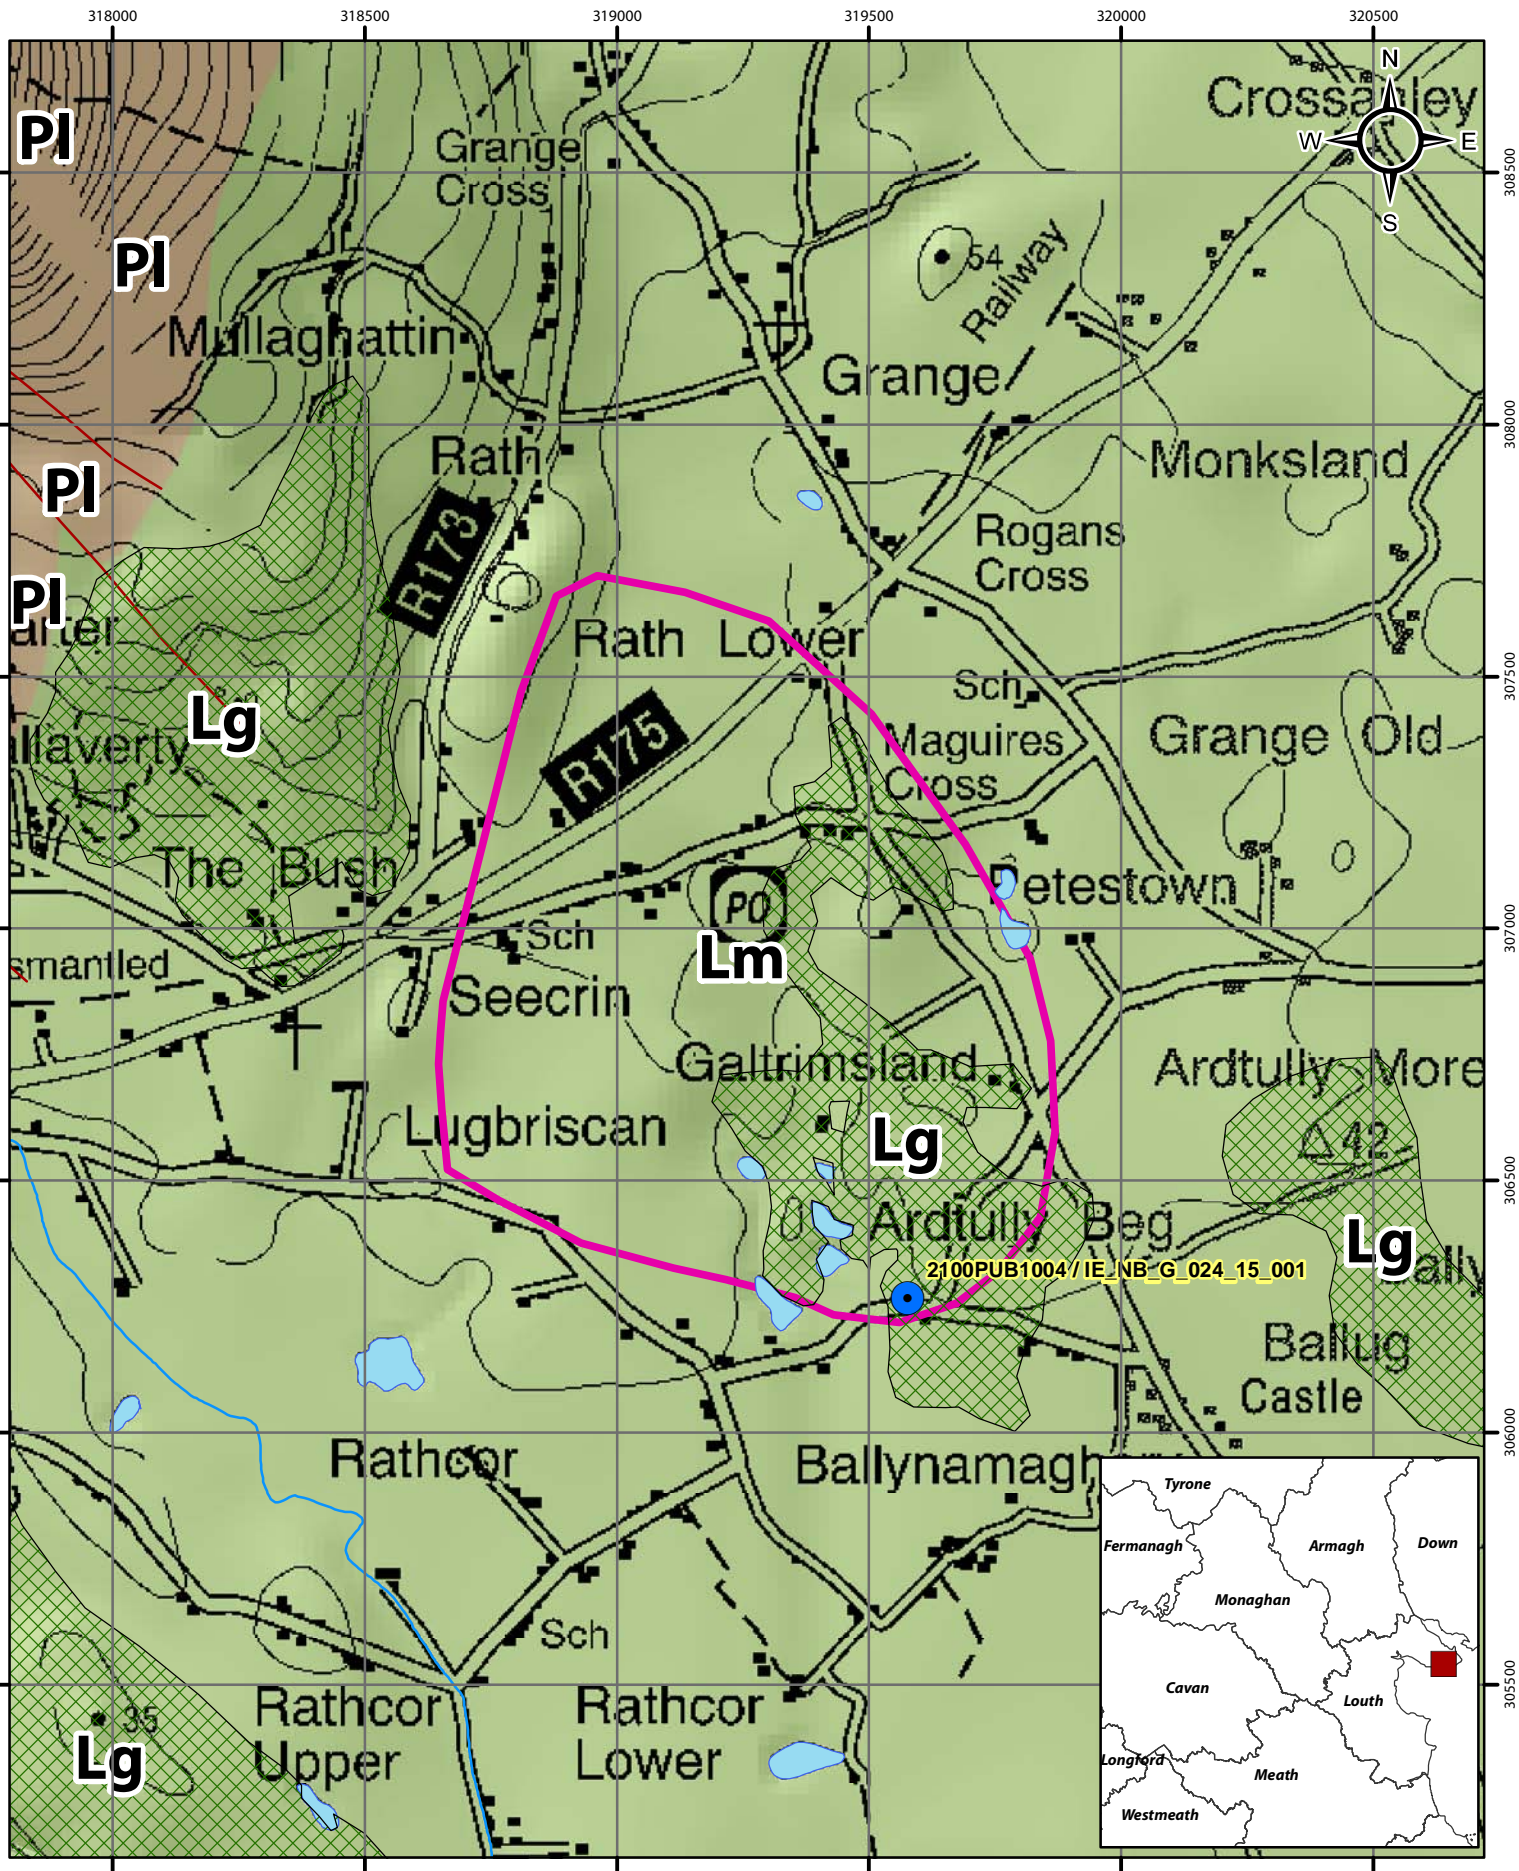 318000 318500 319000 319500 320000 320500
N
W E
S
308500
308000
307500
307000
306500
306000
305500
Pl
Grange
Cross
Pl
54
Railway
Mullaghattin
Grange
Rath
Monksland
Pl
R173
Rogans
Cross
Pl
arter
Rath Lower
Sch
Lg
allaverty
R175
Maguires
Cross
Grange Old
The Bush
PO
Petestown
Sch
Lm
smantled
Seecrin
Galtrimsland
Ardtully More
Lugbriscan
Lg
42
Ardtully Beg
Lg
2100PUB1004 / IE_NB_G_024_15_001
Ballug
Castle
Rathcor
Ballynamagh
Sch
35
Lg
Rathcor
Upper
Rathcor
Lower
Tyrone
Fermanagh
Armagh
Down
Monaghan
Cavan
Louth
Longford
Meath
Westmeath